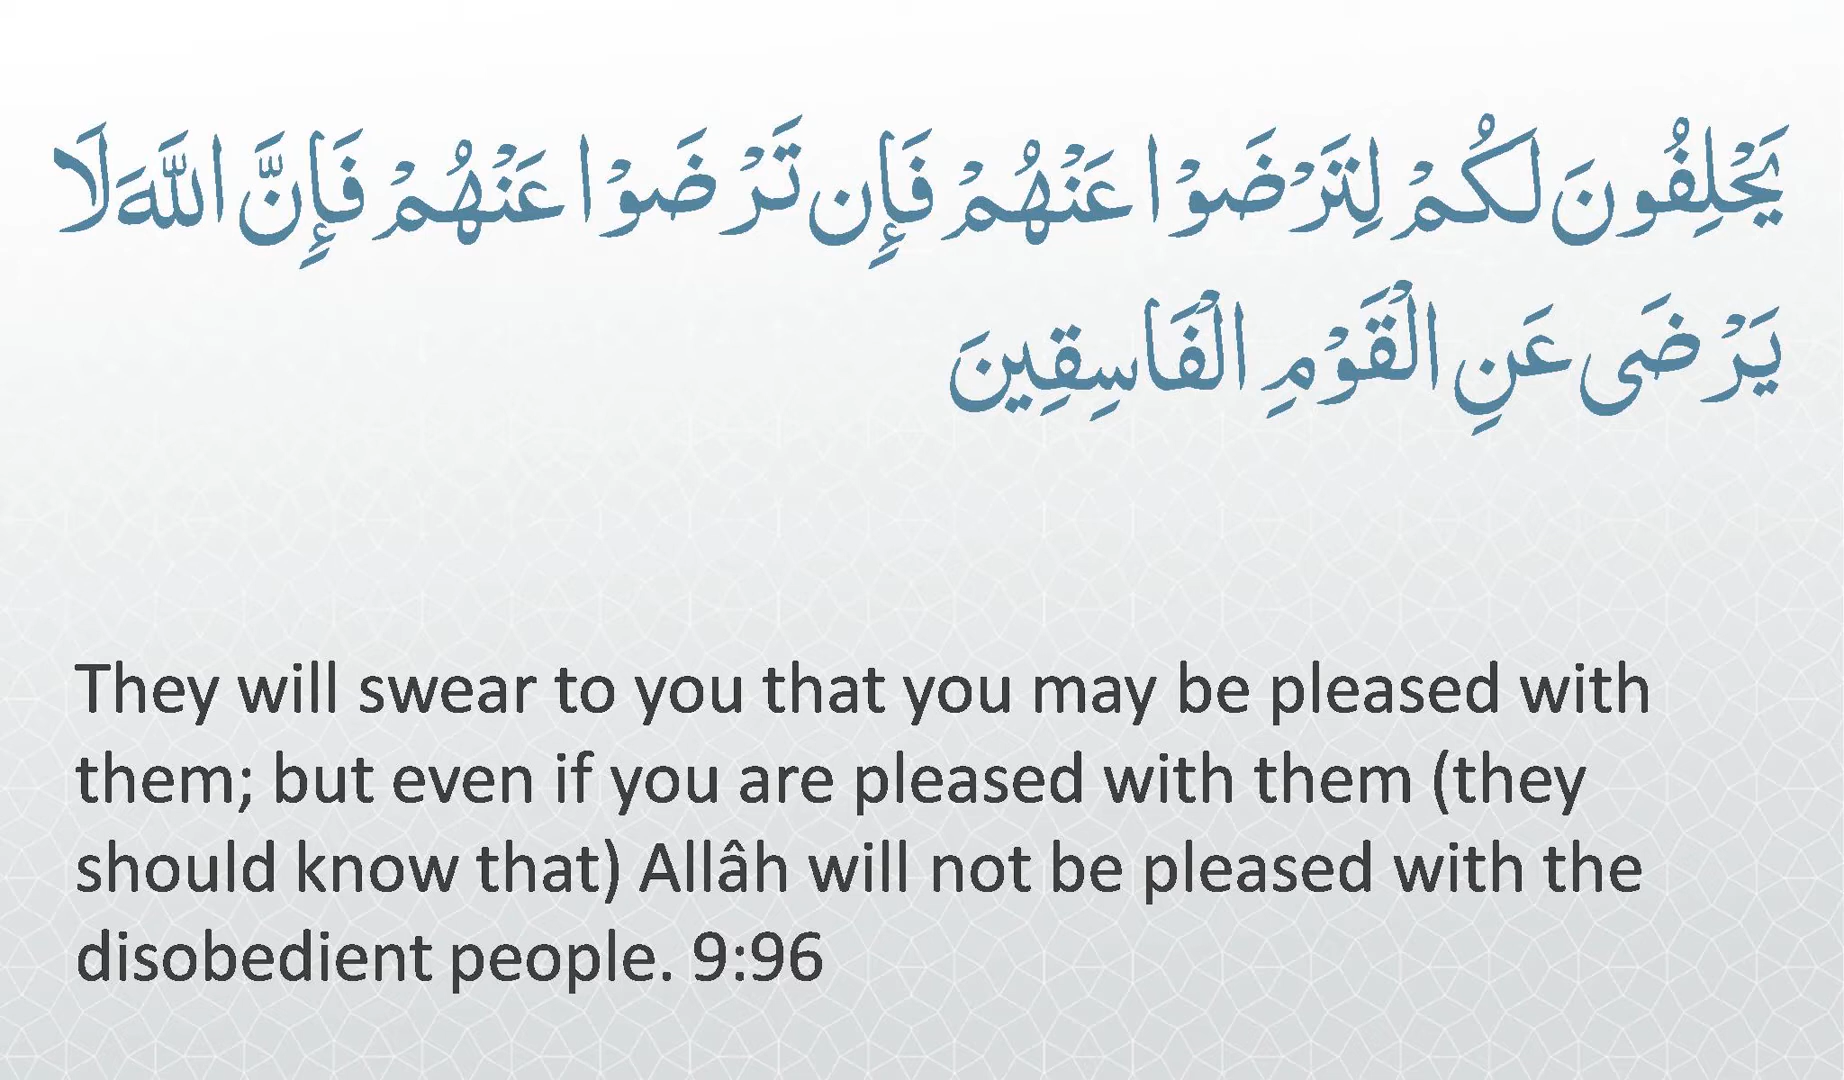 يَحْلِفُونَ لَكُمْ لِتَرْضَوْا عَنْهُمْ فَإِن تَرْضَوْا عَنْهُمْ فَإِنَّ اللَّهَ لَا
يَرْضَى عَنِ الْقَوْمِ الْفَاسِقِينَ
They will swear to you that you may be pleased with
them; but even if you are pleased with them (they
should know that) Allâh will not be pleased with the
disobedient people. 9:96